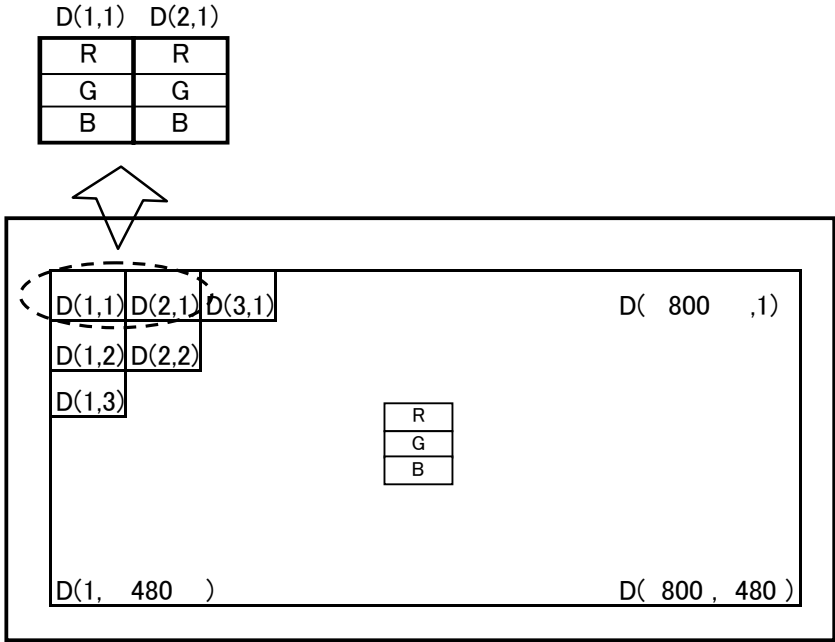 D(1,1) D(2,1)
R R
G G
B B
D(1,1) D(2,1) D(3,1) D( 800 ,1)
D(1,2) D(2,2)
D(1,3)
R
G
B
D(1, 480 ) D( 800 , 480 )